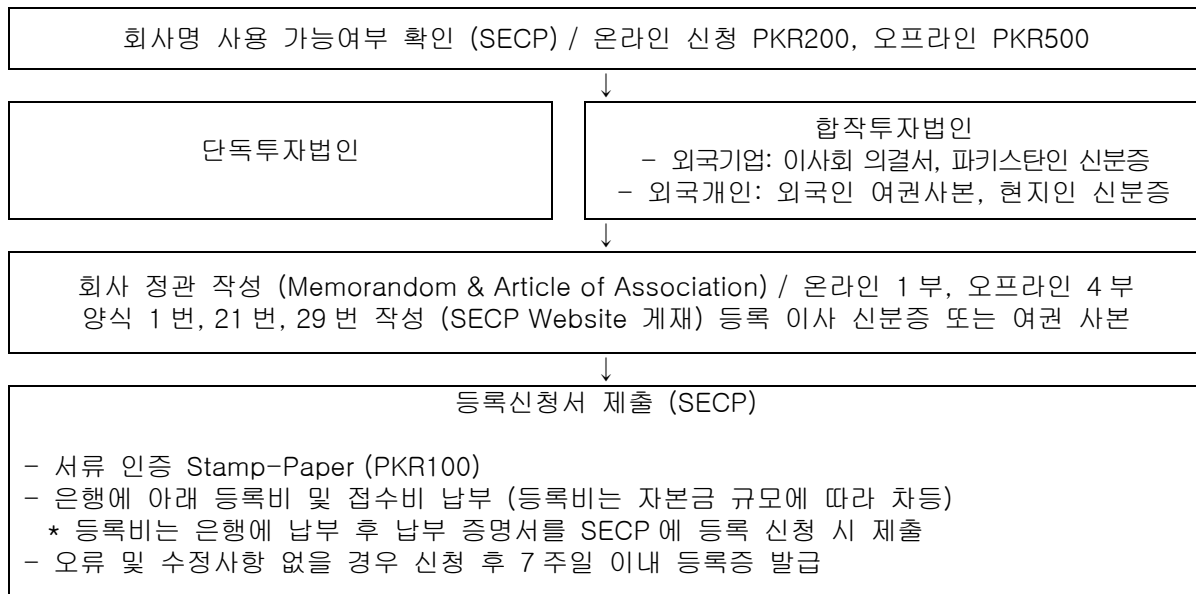 회사명 사용 가능여부 확인 (SECP) / 온라인 신청 PKR200, 오프라인 PKR500
↓
단독투자법인
합작투자법인
- 외국기업: 이사회 의결서, 파키스탄인 신분증
- 외국개인: 외국인 여권사본, 현지인 신분증
↓
회사 정관 작성 (Memorandom & Article of Association) / 온라인 1 부, 오프라인 4 부
양식 1 번, 21 번, 29 번 작성 (SECP Website 게재) 등록 이사 신분증 또는 여권 사본
↓
등록신청서 제출 (SECP)
- 서류 인증 Stamp-Paper (PKR100)
- 은행에 아래 등록비 및 접수비 납부 (등록비는 자본금 규모에 따라 차등)
* 등록비는 은행에 납부 후 납부 증명서를 SECP 에 등록 신청 시 제출
- 오류 및 수정사항 없을 경우 신청 후 7 주일 이내 등록증 발급